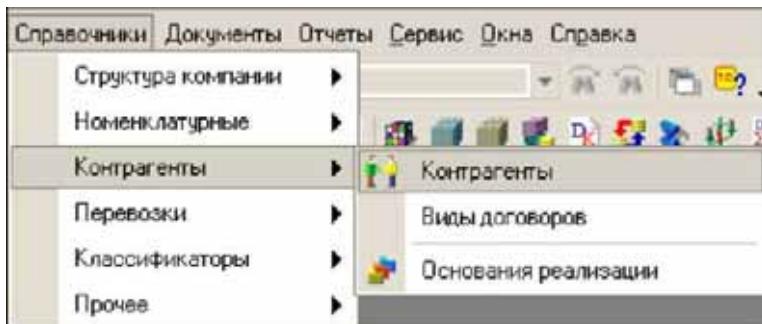 Справочники Документы Отчеты Сервис Окна Справка
Структура компании
Номенклатурные
Контрагенты
Контрагенты
Перевозки
Виды договоров
Классификаторы
Основания реализации
Прочее